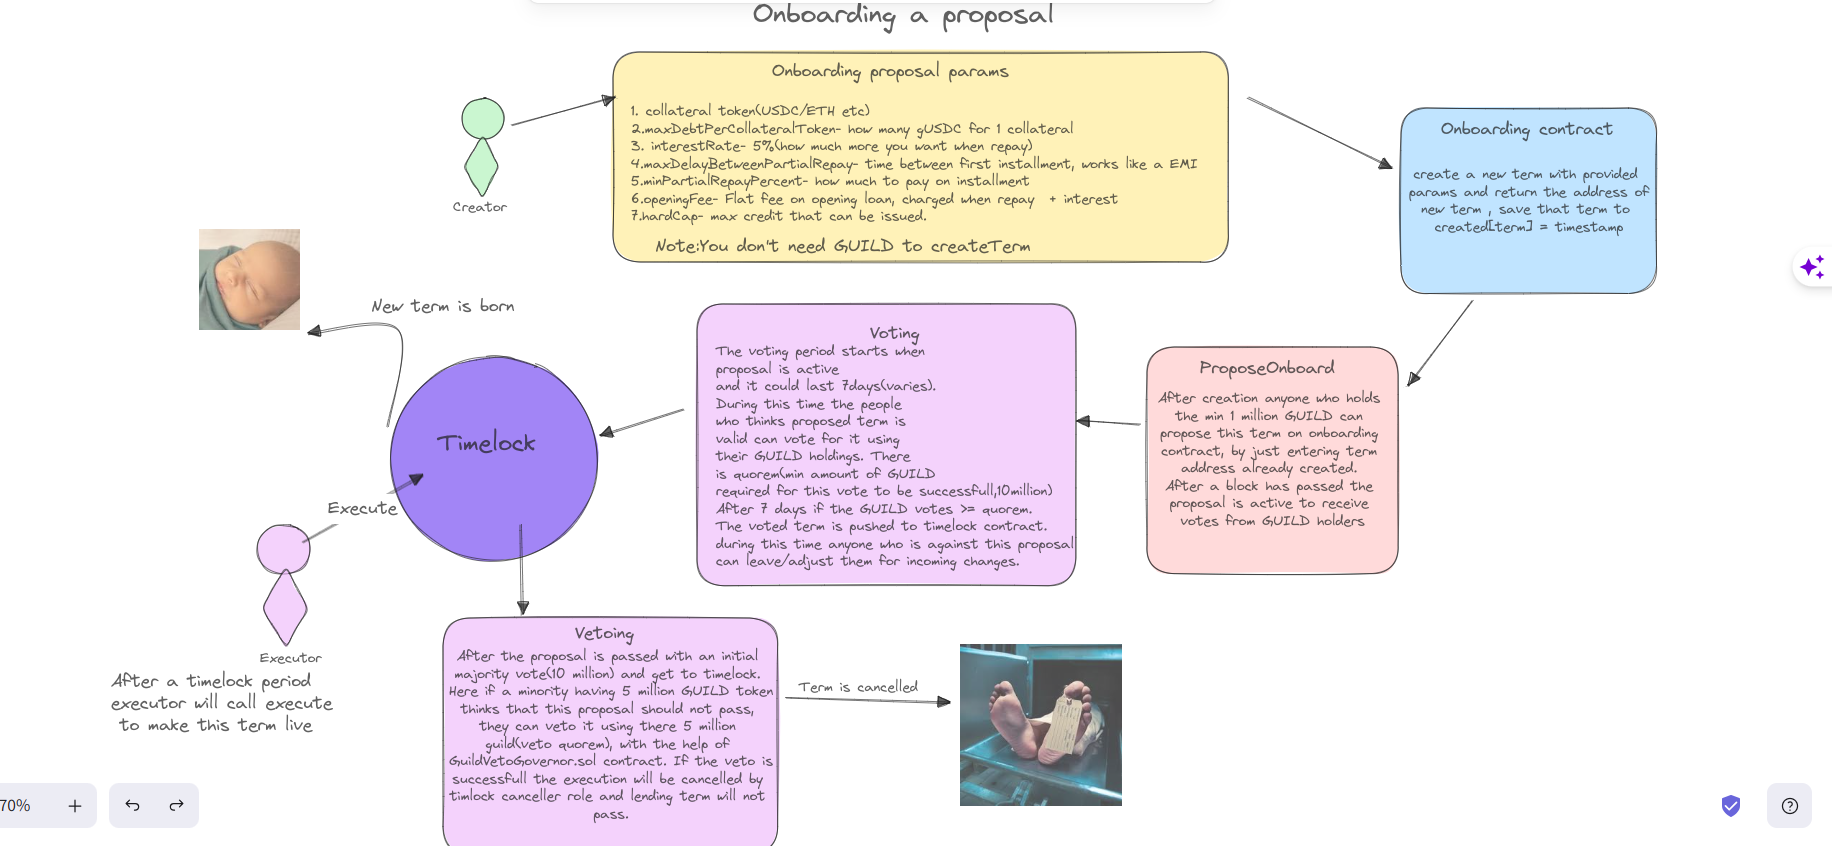 Onboarding a proposal
Onboarding proposal params
1. collateral token(USDC/ETH etc)
2.maxDebtPerCollateralToken- how many gUSDC for 1 collateral
3. interestRate- 5%(how much more you want when repay)
4.maxDelayBetweenPartialRepay- time between first installment, works like a EMI
5.minPartialRepayPercent- how much to pay on installment
6.openingFee- Flat fee on opening loan, charged when repay + interest
7.hardCap- max credit that can be issued.
Note:You don't need GUILD to createTerm
Creator
Onboarding contract
create a new term with provided
params and return the address of
new term , save that term to
created[term] = timestamp
New term is born
Voting
The voting period starts when
proposal is active
and it could last 7days(varies).
During this time the people
who thinks proposed term is
valid can vote for it using
their GUILD holdings. There
is quorem(min amount of GUILD
required for this vote to be successfull,10million)
After 7 days if the GUILD votes >= quorem.
The voted term is pushed to timelock contract.
during this time anyone who is against this proposal
can leave/adjust them for incoming changes.
ProposeOnboard
After creation anyone who holds
the min 1 million GUILD can
propose this term on onboarding
contract, by just entering term
address already created.
After a block has passed the
proposal is active to receive
votes from GUILD holders
Timelock
Execute
Executor
After a timelock period
executor will call execute
to make this term live
Vetoing
After the proposal is passed with an initial
majority vote(10 million) and get to timelock.
Here if a minority having 5 million GUILD token
thinks that this proposal should not pass,
they can veto it using there 5 million
guild(veto quorem), with the help of
GuildVetoGovernor.sol contract. If the veto is
successfull the execution will be cancelled by
timlock canceller role and lending term will not
pass.
Term is cancelled
70%